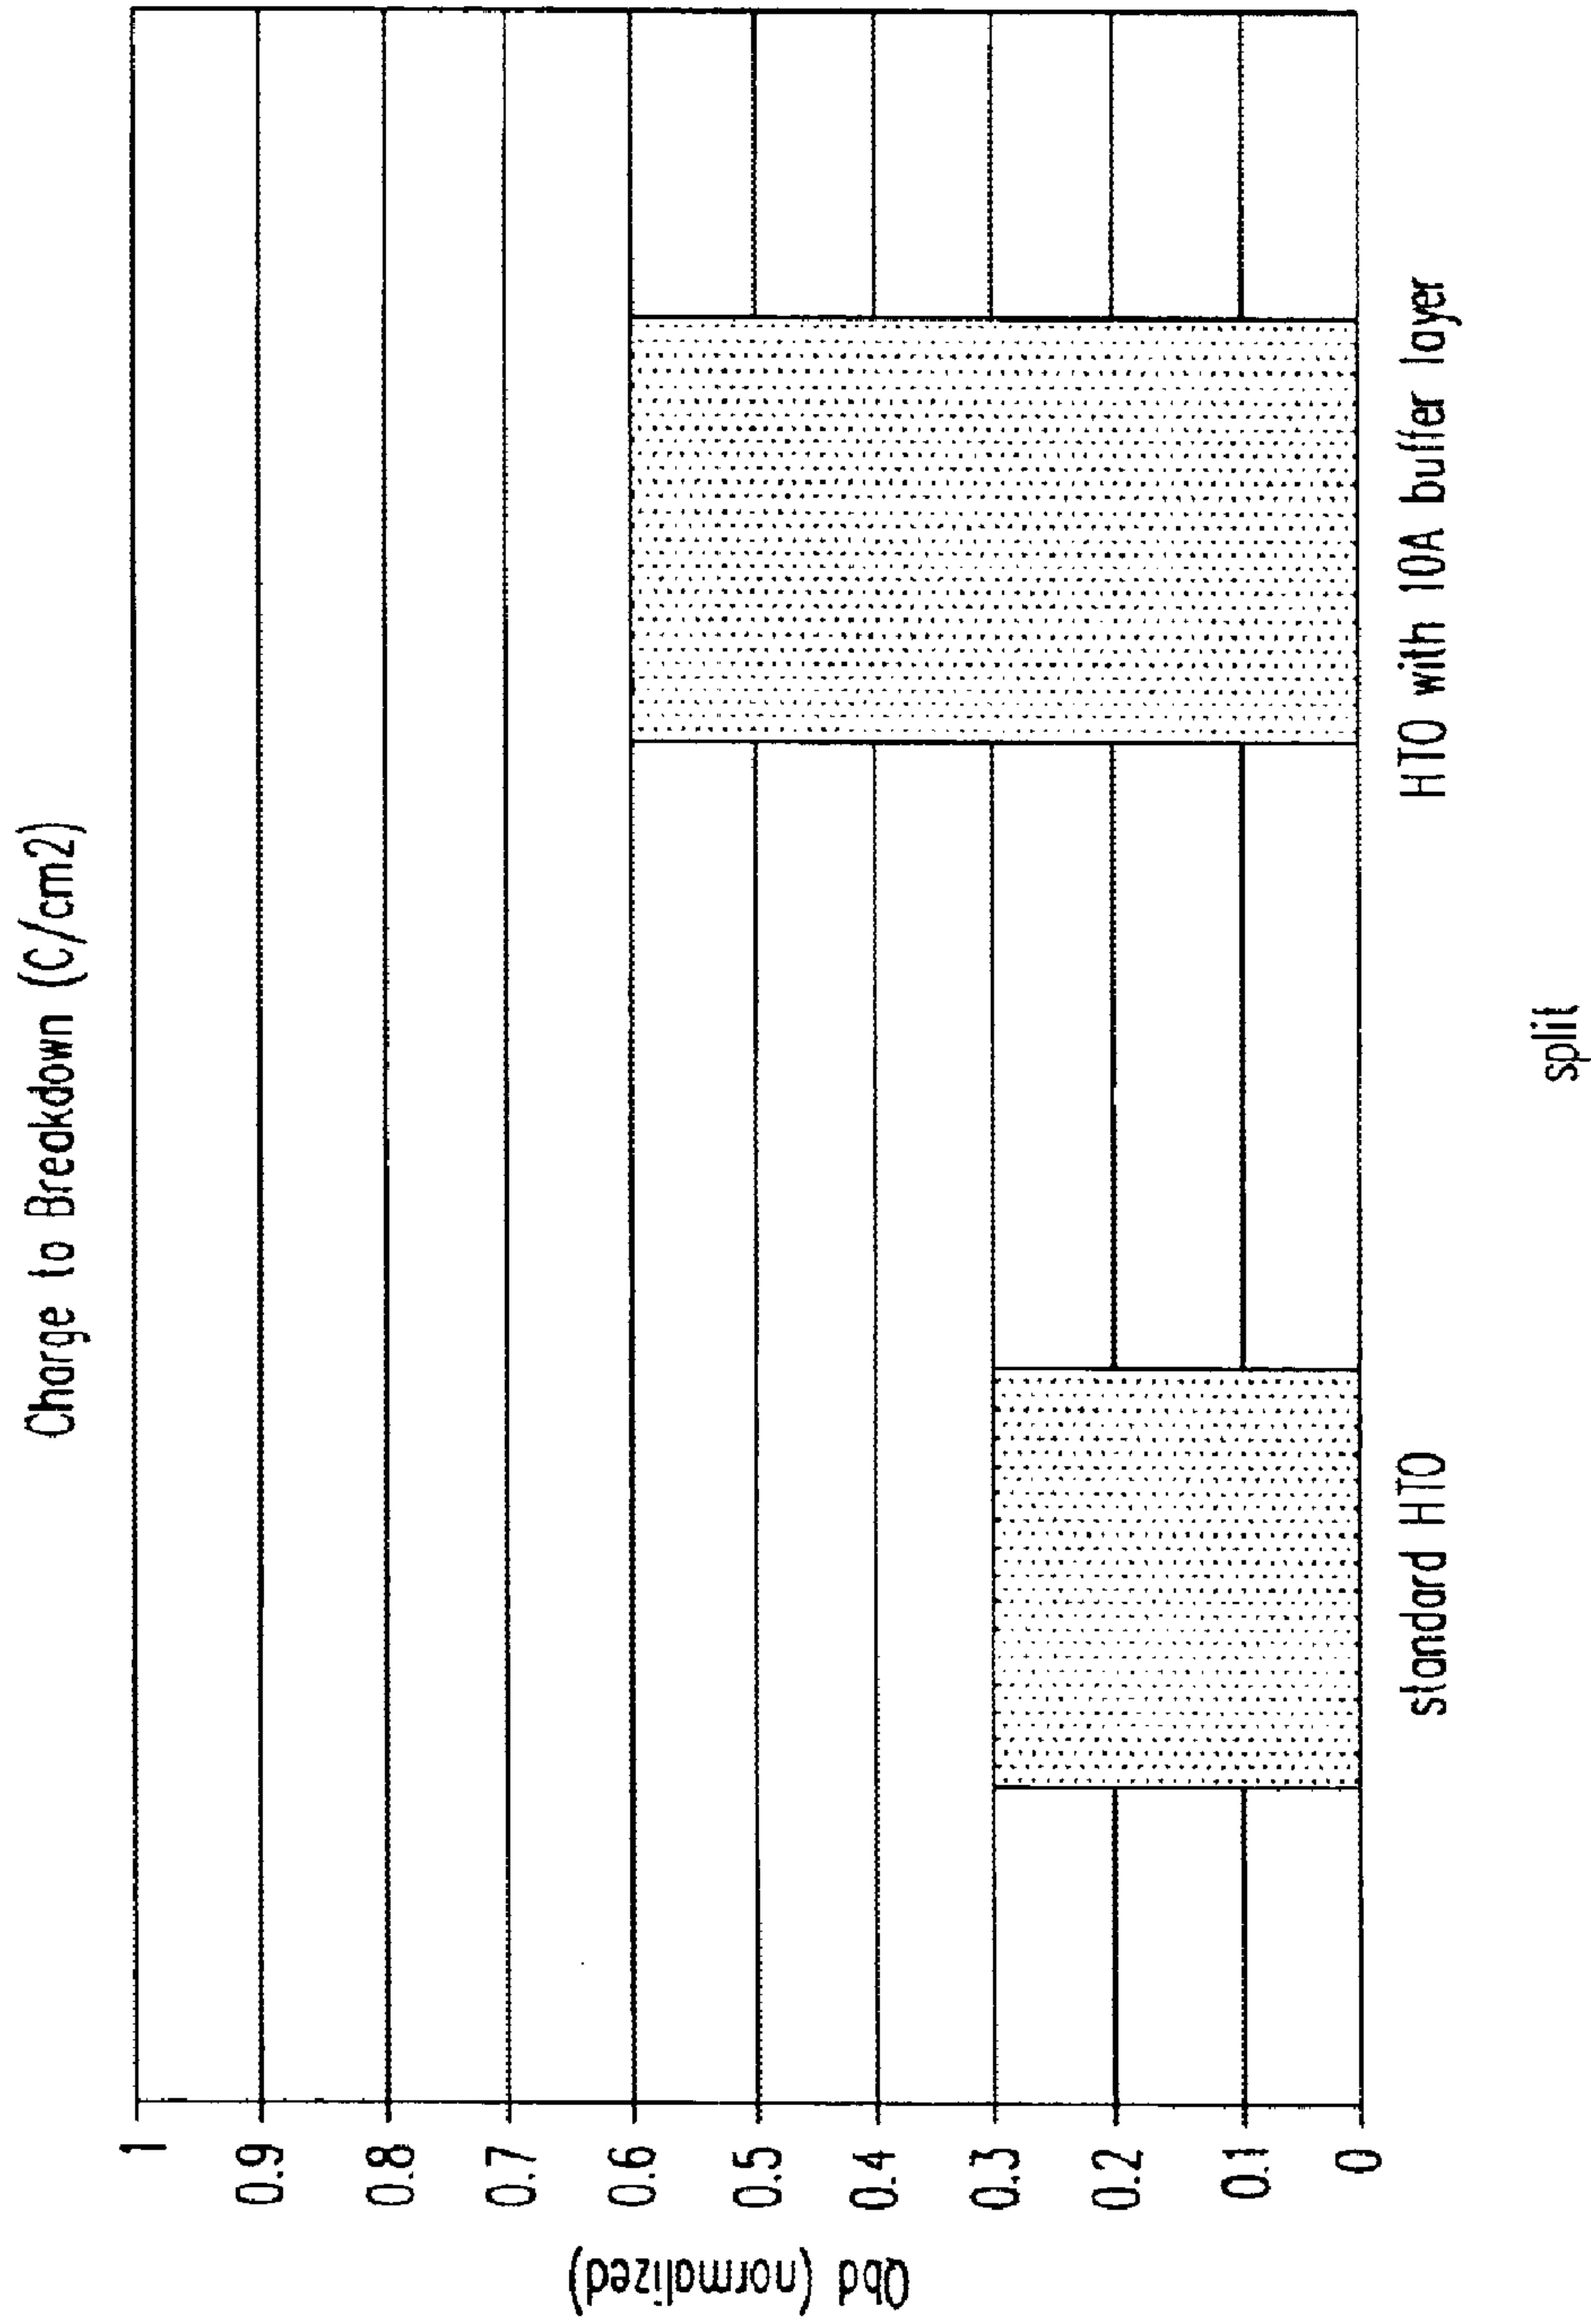 Charge to Breakdown (C/cm2)
Qbd (normalized)
1
0.9
0.8
0.7
0.6
0.5
0.4
0.3
0.2
0.1
0
standard HTO
HTO with 10A buffer layer
split